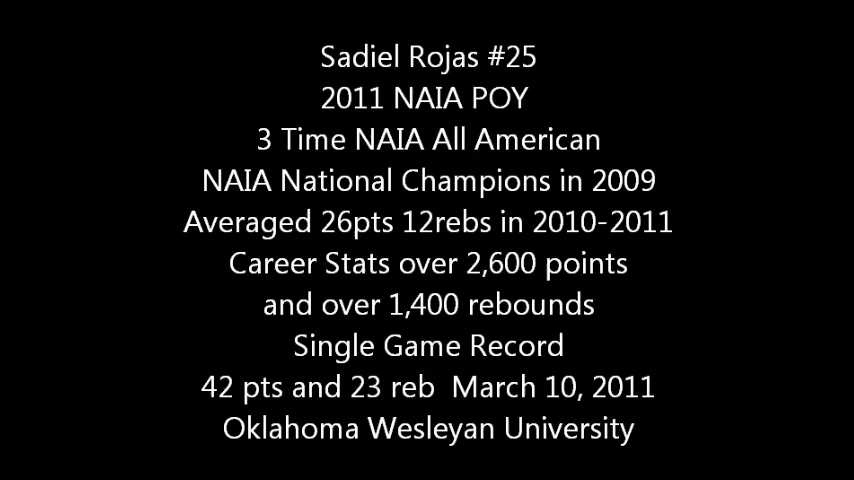 Sadiel Rojas #25
2011 NAIA POY
3 Time NAIA All American
NAIA National Champions in 2009
Averaged 26pts 12rebs in 2010-2011
Career Stats over 2,600 points
and over 1,400 rebounds
Single Game Record
42 pts and 23 reb  March 10, 2011
Oklahoma Wesleyan University